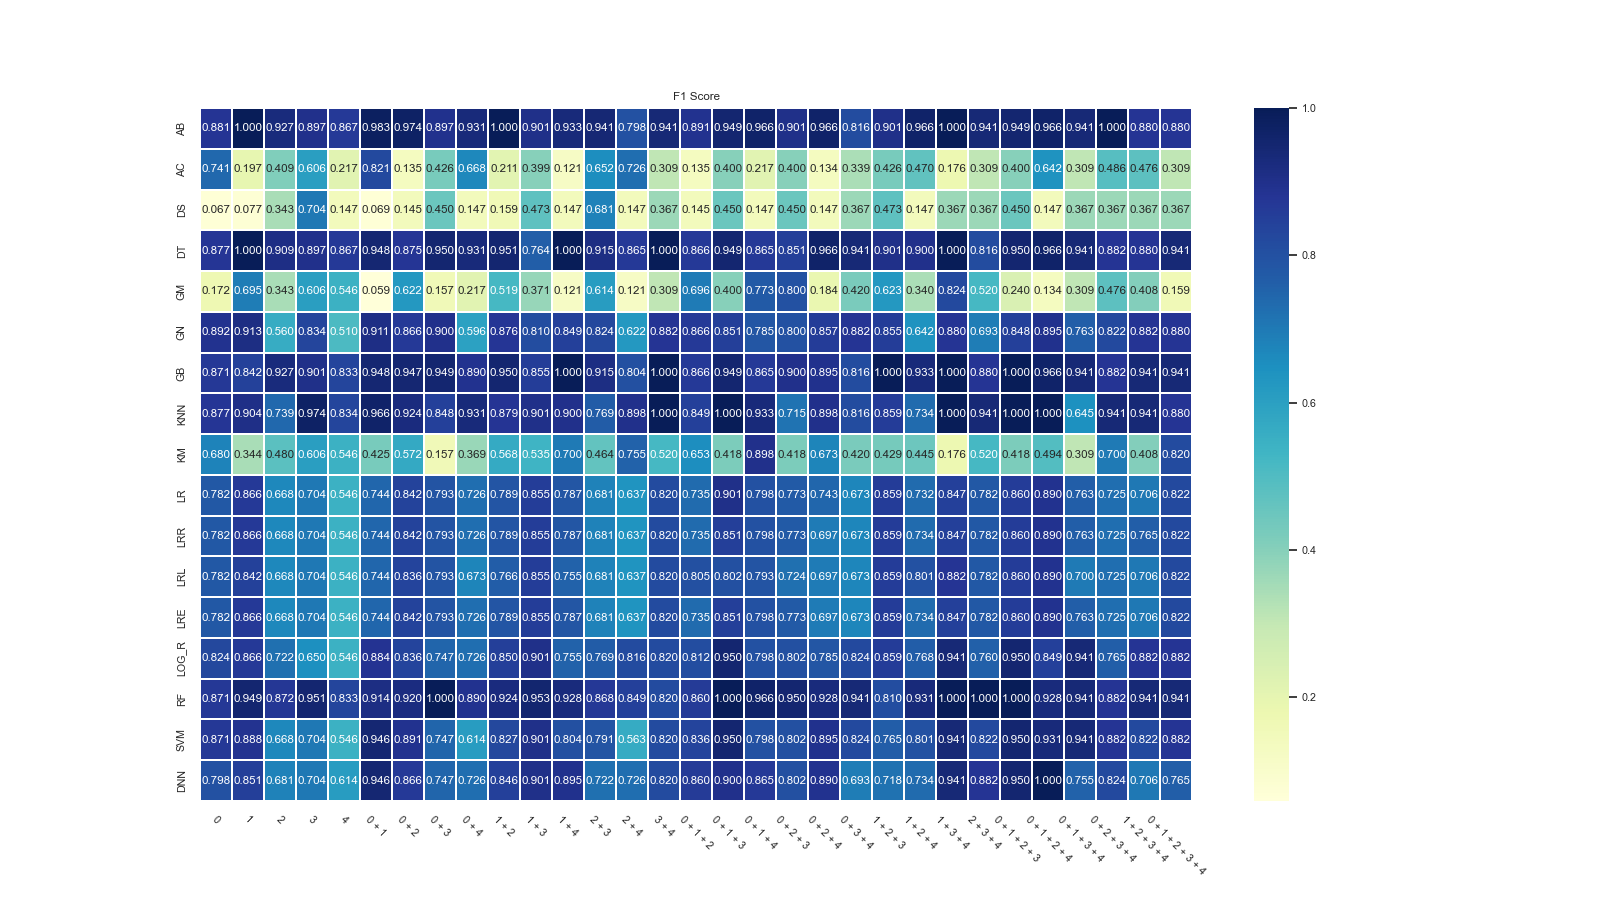 F1 Score
AB 0.881 1.000 0.927 0.897 0.867 0.983 0.974 0.897 0.931 1.000 0.901 0.933 0.941 0.798 0.941 0.891 0.949 0.966 0.901 0.966 0.816 0.901 0.966 1.000 0.941 0.949 0.966 0.941 1.000 0.880 0.880
AC 0.741 0.197 0.409 0.606 0.217 0.821 0.135 0.426 0.668 0.211 0.399 0.121 0.652 0.726 0.309 0.135 0.400 0.217 0.400 0.134 0.339 0.426 0.470 0.176 0.309 0.400 0.642 0.309 0.486 0.476 0.309
DS 0.067 0.077 0.343 0.704 0.147 0.069 0.145 0.450 0.147 0.159 0.473 0.147 0.681 0.147 0.367 0.145 0.450 0.147 0.450 0.147 0.367 0.473 0.147 0.367 0.367 0.450 0.147 0.367 0.367 0.367 0.367
DT 0.877 1.000 0.909 0.897 0.867 0.948 0.875 0.950 0.931 0.951 0.764 1.000 0.915 0.865 1.000 0.866 0.949 0.865 0.851 0.966 0.941 0.901 0.900 1.000 0.816 0.950 0.966 0.941 0.882 0.880 0.941
GM 0.172 0.695 0.343 0.606 0.546 0.059 0.622 0.157 0.217 0.519 0.371 0.121 0.614 0.121 0.309 0.696 0.400 0.773 0.800 0.184 0.420 0.623 0.340 0.824 0.520 0.240 0.134 0.309 0.476 0.408 0.159
GN 0.892 0.913 0.560 0.834 0.510 0.911 0.866 0.900 0.596 0.876 0.810 0.849 0.824 0.622 0.882 0.866 0.851 0.785 0.800 0.857 0.882 0.855 0.642 0.880 0.693 0.848 0.895 0.763 0.822 0.882 0.880
GB 0.871 0.842 0.927 0.901 0.833 0.948 0.947 0.949 0.890 0.950 0.855 1.000 0.915 0.804 1.000 0.866 0.949 0.865 0.900 0.895 0.816 1.000 0.933 1.000 0.880 1.000 0.966 0.941 0.882 0.941 0.941
KNN 0.877 0.904 0.739 0.974 0.834 0.966 0.924 0.848 0.931 0.879 0.901 0.900 0.769 0.898 1.000 0.849 1.000 0.933 0.715 0.898 0.816 0.859 0.734 1.000 0.941 1.000 1.000 0.645 0.941 0.941 0.880
KM 0.680 0.344 0.480 0.606 0.546 0.425 0.572 0.157 0.369 0.568 0.535 0.700 0.464 0.755 0.520 0.653 0.418 0.898 0.418 0.673 0.420 0.429 0.445 0.176 0.520 0.418 0.494 0.309 0.700 0.408 0.820
LR 0.782 0.866 0.668 0.704 0.546 0.744 0.842 0.793 0.726 0.789 0.855 0.787 0.681 0.637 0.820 0.735 0.901 0.798 0.773 0.743 0.673 0.859 0.732 0.847 0.782 0.860 0.890 0.763 0.725 0.706 0.822
LRR 0.782 0.866 0.668 0.704 0.546 0.744 0.842 0.793 0.726 0.789 0.855 0.787 0.681 0.637 0.820 0.735 0.851 0.798 0.773 0.697 0.673 0.859 0.734 0.847 0.782 0.860 0.890 0.763 0.725 0.765 0.822
LRL 0.782 0.842 0.668 0.704 0.546 0.744 0.836 0.793 0.673 0.766 0.855 0.755 0.681 0.637 0.820 0.805 0.802 0.793 0.724 0.697 0.673 0.859 0.801 0.882 0.782 0.860 0.890 0.700 0.725 0.706 0.822
LRE 0.782 0.866 0.668 0.704 0.546 0.744 0.842 0.793 0.726 0.789 0.855 0.787 0.681 0.637 0.820 0.735 0.851 0.798 0.773 0.697 0.673 0.853 0.734 0.847 0.782 0.860 0.890 0.763 0.725 0.706 0.822
LOG_R 0.824 0.866 0.722 0.650 0.546 0.884 0.836 0.747 0.726 0.850 0.901 0.755 0.769 0.816 0.820 0.812 0.950 0.798 0.802 0.785 0.824 0.859 0.768 0.941 0.760 0.950 0.849 0.941 0.765 0.882 0.882
RF 0.871 0.949 0.872 0.951 0.833 0.914 0.920 1.000 0.890 0.924 0.953 0.928 0.868 0.849 0.820 0.860 1.000 0.966 0.950 0.928 0.941 0.810 0.931 1.000 1.000 1.000 0.928 0.941 0.882 0.941 0.941
SVM 0.871 0.888 0.668 0.704 0.546 0.946 0.891 0.747 0.614 0.827 0.901 0.804 0.791 0.563 0.820 0.836 0.950 0.798 0.802 0.895 0.824 0.765 0.801 0.941 0.822 0.950 0.931 0.941 0.882 0.822 0.882
DNN 0.798 0.851 0.681 0.704 0.614 0.946 0.866 0.747 0.726 0.846 0.901 0.895 0.722 0.726 0.820 0.860 0.900 0.865 0.802 0.890 0.693 0.718 0.734 0.941 0.882 0.950 1.000 0.755 0.824 0.706 0.765
0 1 2 3 4 0 + 1 0 + 2 0 + 3 0 + 4 1 + 2 1 + 3 1 + 4 2 + 3 2 + 4 3 + 4 0 + 1 + 2 0 + 1 + 3 0 + 1 + 4 0 + 2 + 3 0 + 2 + 4 0 + 3 + 4 1 + 2 + 3 1 + 2 + 4 1 + 3 + 4 2 + 3 + 4 0 + 1 + 2 + 3 0 + 1 + 2 + 4 0 + 1 + 3 + 4 0 + 2 + 3 + 4 1 + 2 + 3 + 4 0 + 1 + 2 + 3 + 4
1.0
0.8
0.6
0.4
0.2